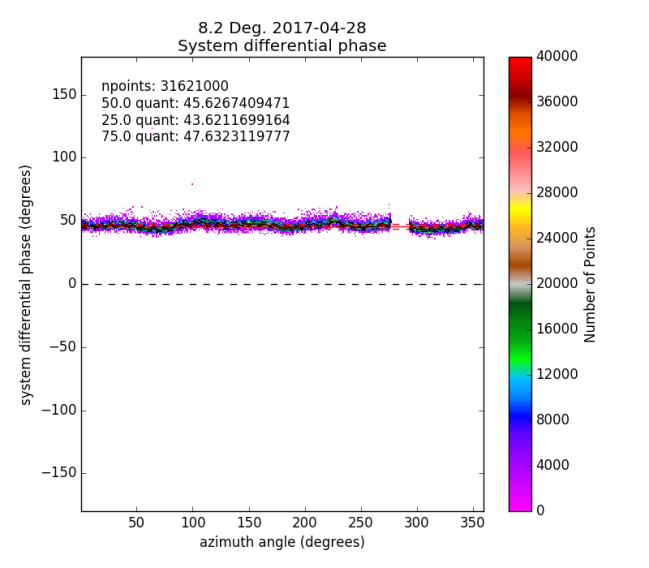 8.2 Deg. 2017-04-28
System differential phase
npoints: 31621000
50.0 quant: 45.6267409471
25.0 quant: 43.6211699164
75.0 quant: 47.6323119777
system differential phase (degrees)
150
100
50
0
−50
−100
−150
50
100
150
200
250
300
350
azimuth angle (degrees)
40000
36000
32000
28000
24000
20000
16000
12000
8000
4000
0
Number of Points